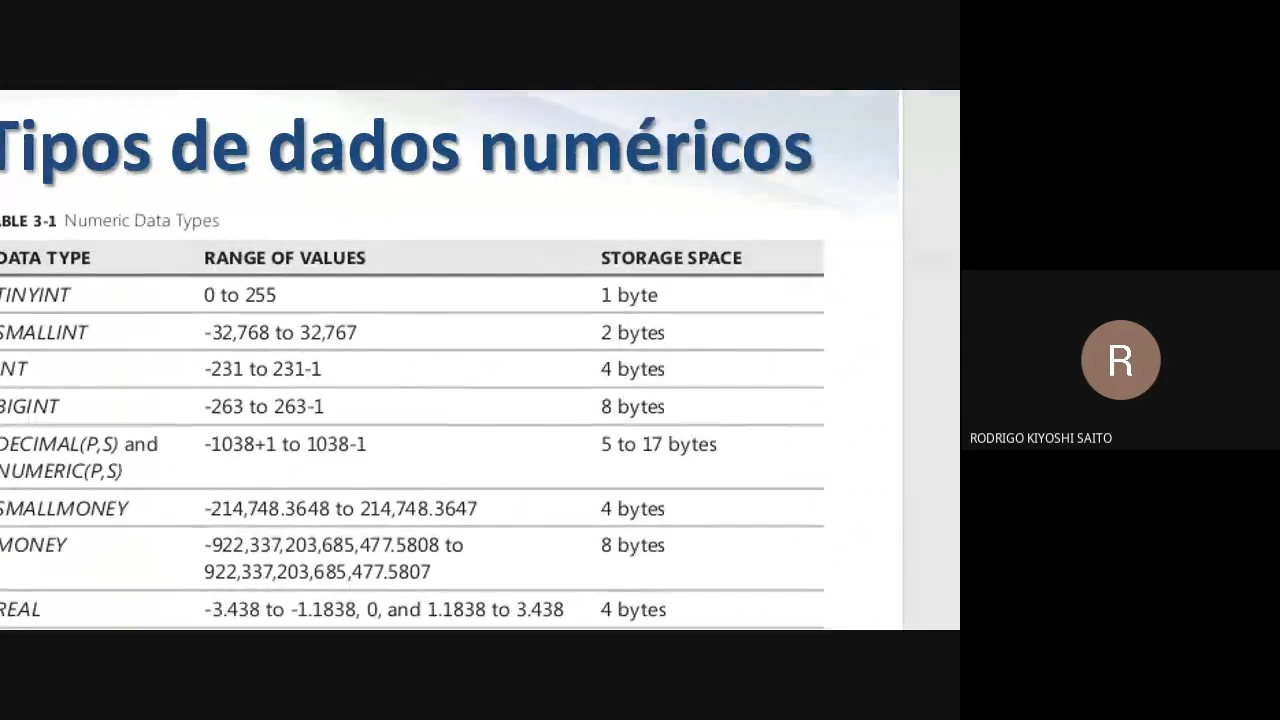 Tipos de dados numéricos
ABLE 3-1 Numeric Data Types
DATA TYPE RANGE OF VALUES STORAGE SPACE
TINYINT 0 to 255 1 byte
SMALLINT -32,768 to 32,767 2 bytes
NT -231 to 231-1 4 bytes
BIGINT -263 to 263-1 8 bytes
DECIMAL(P,S) and -1038+1 to 1038-1 5 to 17 bytes
NUMERIC(P,S)
SMALLMONEY -214,748.3648 to 214,748.3647 4 bytes
MONEY -922,337,203,685,477.5808 to 8 bytes
922,337,203,685,477.5807
REAL -3.438 to -1.1838, 0, and 1.1838 to 3.438 4 bytes
R
RODRIGO KIYOSHI SAITO